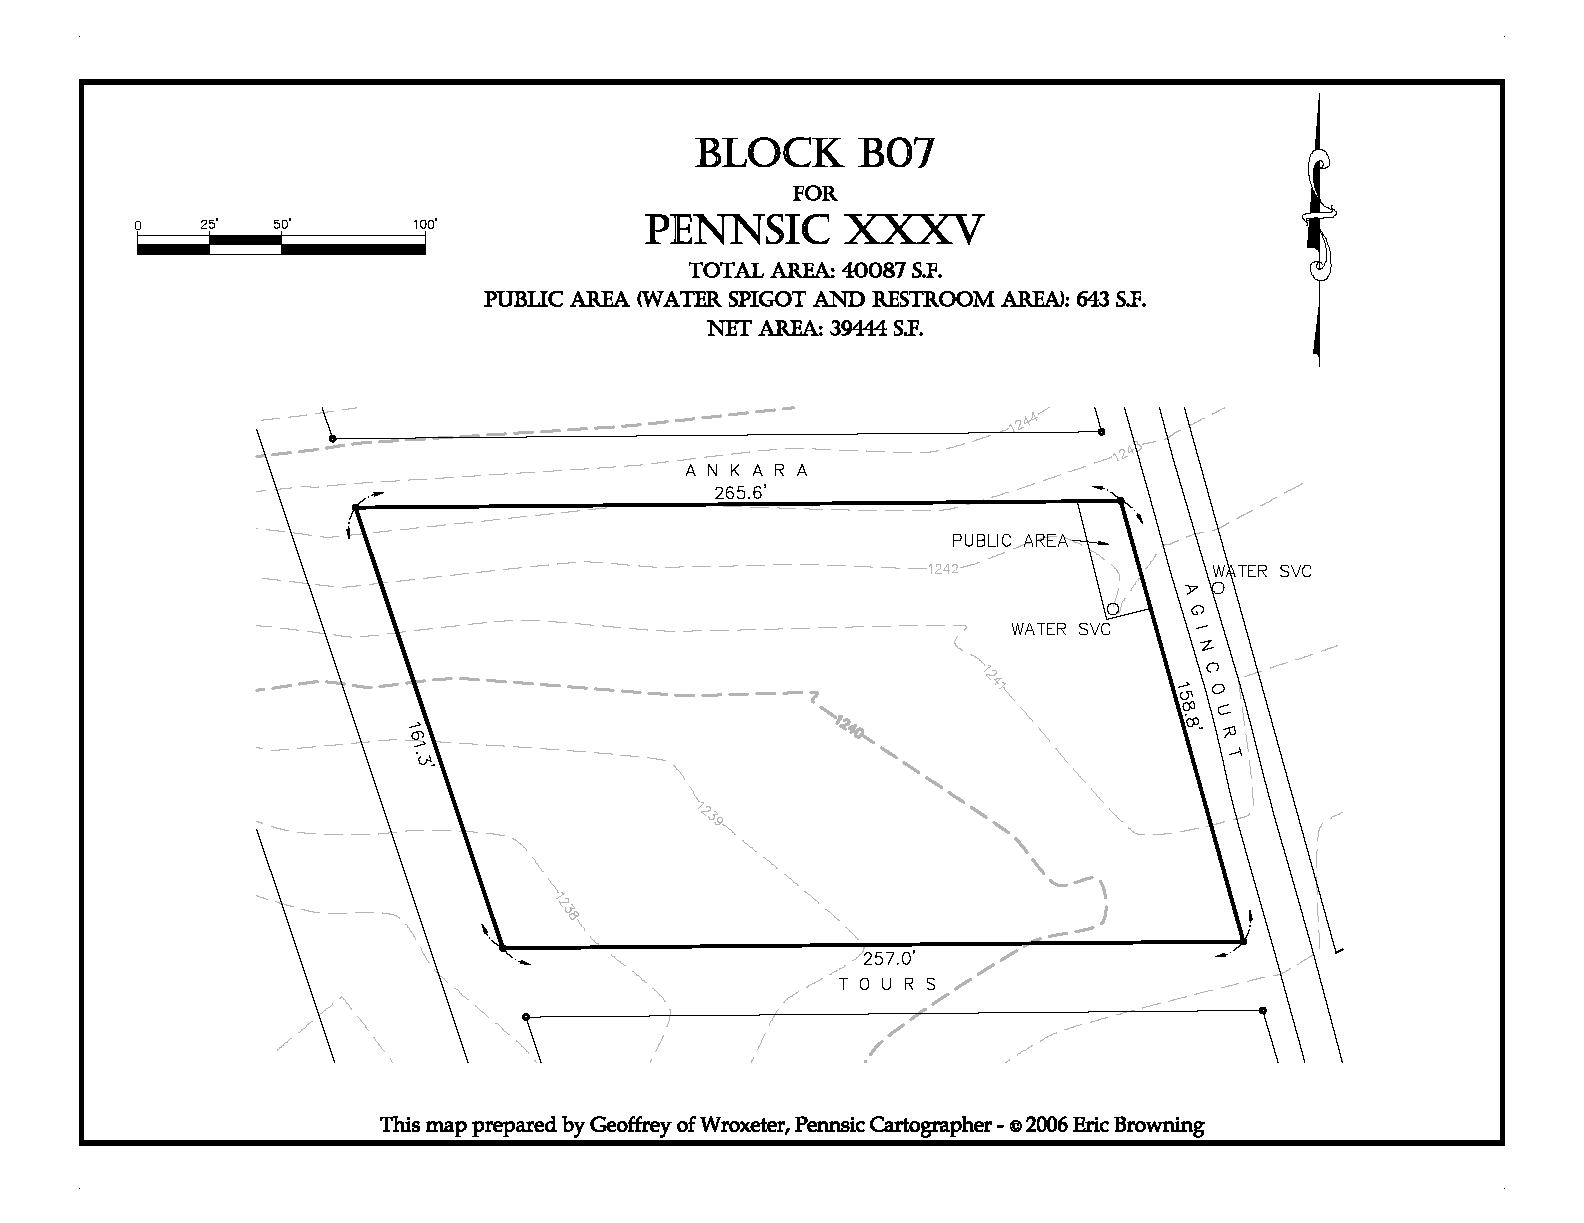 BLOCK B07
FOR
PENNSIC XXXV
TOTAL AREA: 40087 S.F.
PUBLIC AREA (WATER SPIGOT AND RESTROOM AREA): 643 S.F.
NET AREA: 39444 S.F.
0 25' 50' 100'
1244
1243
ANKARA
265.6'
PUBLIC AREA
1242
WATER SVC
WATER SVC
AGINCOURT
1241
158.8'
161.3'
1240
1239
1238
257.0'
TOURS
This map prepared by Geoffrey of Wroxeter, Pennsic Cartographer - © 2006 Eric Browning